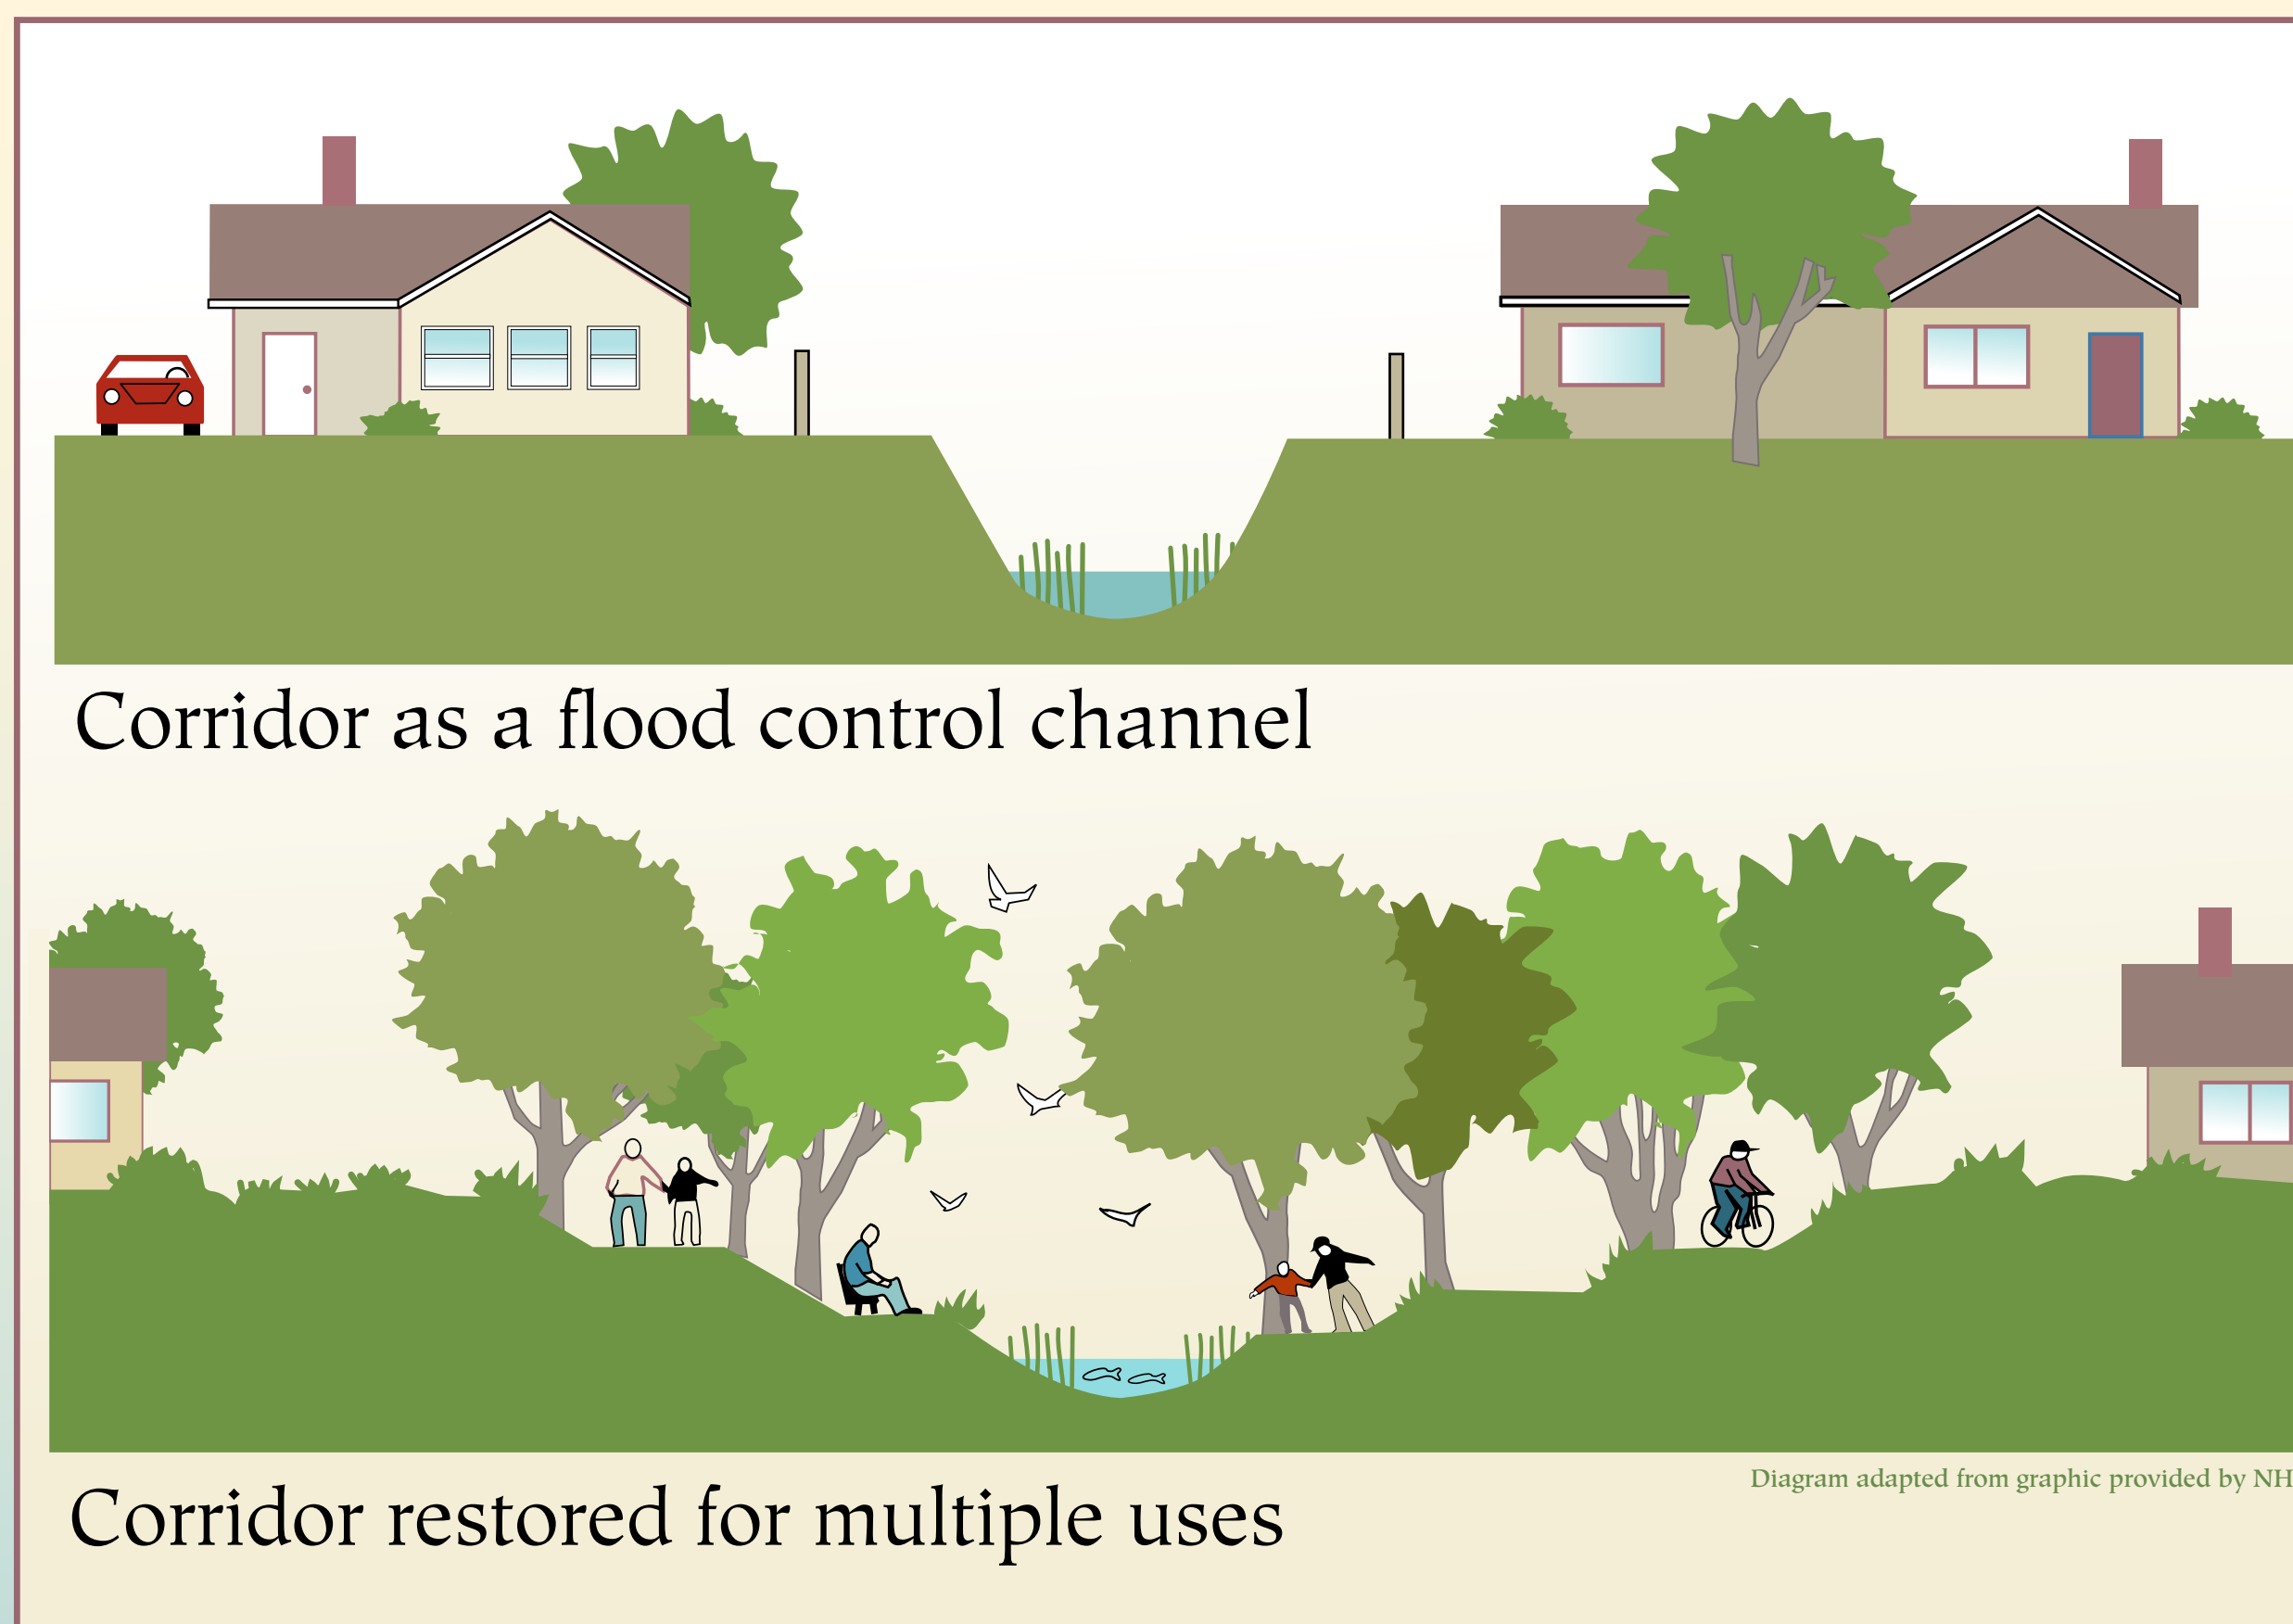 Corridor as a flood control channel
Diagram adapted from graphic provided by NH
Corridor restored for multiple uses